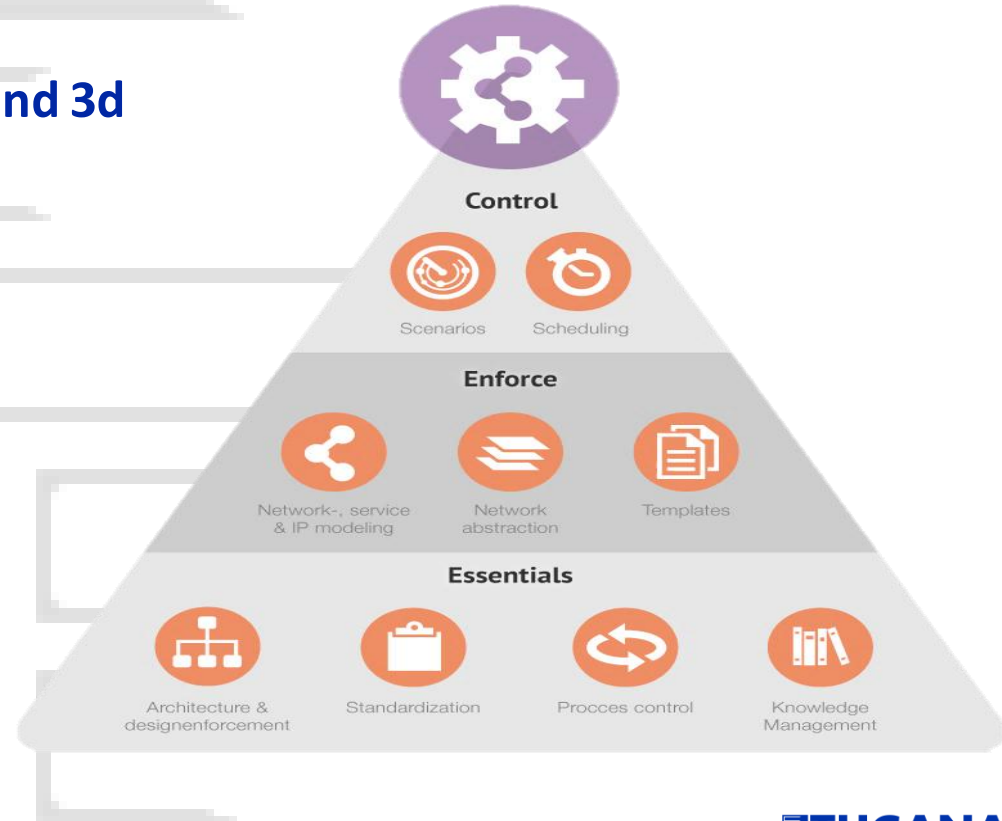 nd 3d
Control
Scenarios
Scheduling
Enforce
Network-, service
& IP modeling
Network
abstraction
Templates
Essentials
Architecture &
designenforcement
Standardization
Procces control
Knowledge
Management